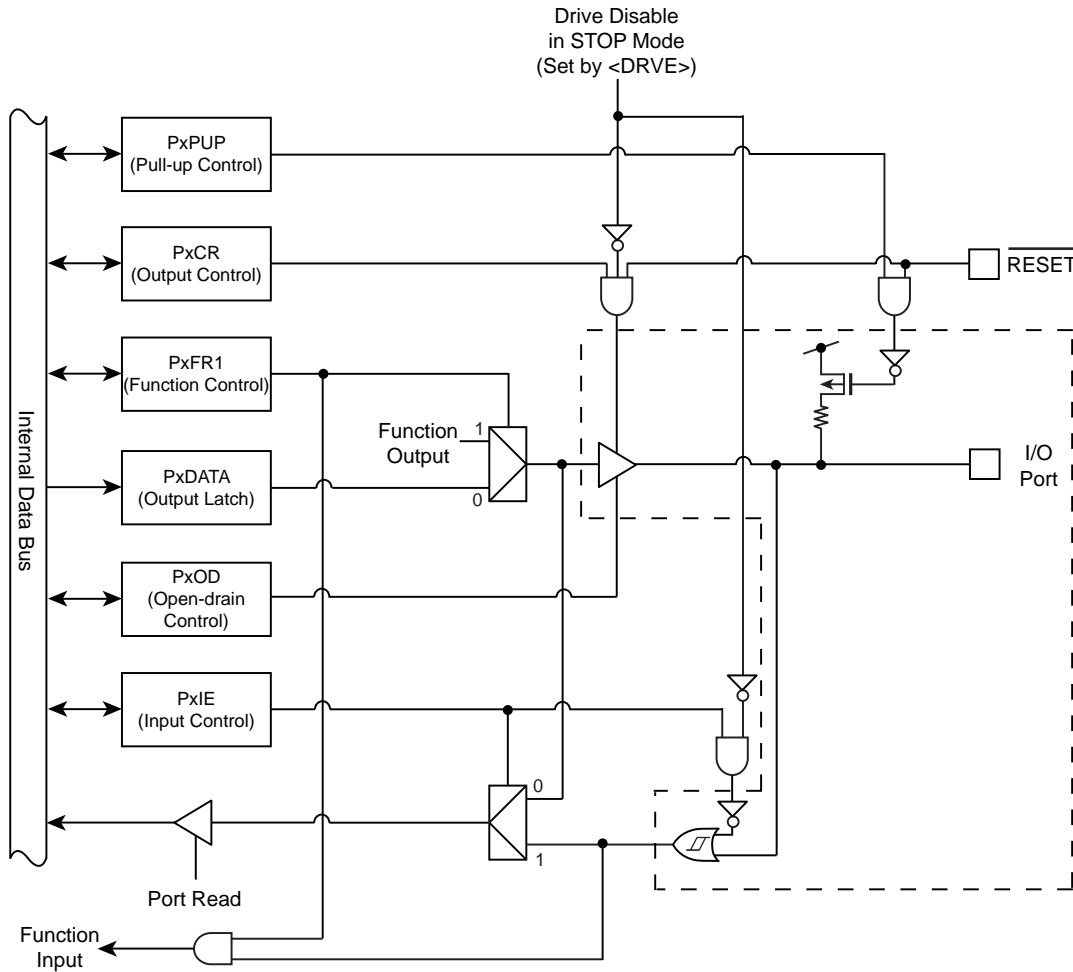 Drive Disable
in STOP Mode
(Set by <DRVE>)
PxPUP
(Pull-up Control)
PxCR
(Output Control)
RESET
PxFR1
(Function Control)
Internal Data Bus
Function
Output
1
0
I/O
Port
PxDATA
(Output Latch)
PxOD
(Open-drain
Control)
PxIE
(Input Control)
0
1
Port Read
Function
Input